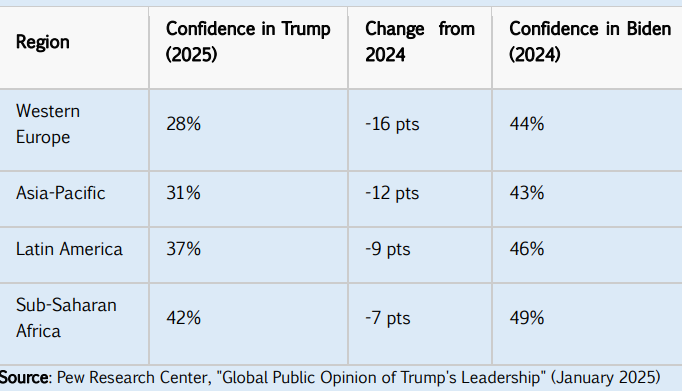 Region
Confidence in Trump
(2025)
Change from
2024
Confidence in Biden
(2024)
Western
Europe
28%
-16 pts
44%
Asia-Pacific
31%
-12 pts
43%
Latin America
37%
-9 pts
46%
Sub-Saharan
Africa
42%
-7 pts
49%
Source: Pew Research Center, "Global Public Opinion of Trump's Leadership" (January 2025)